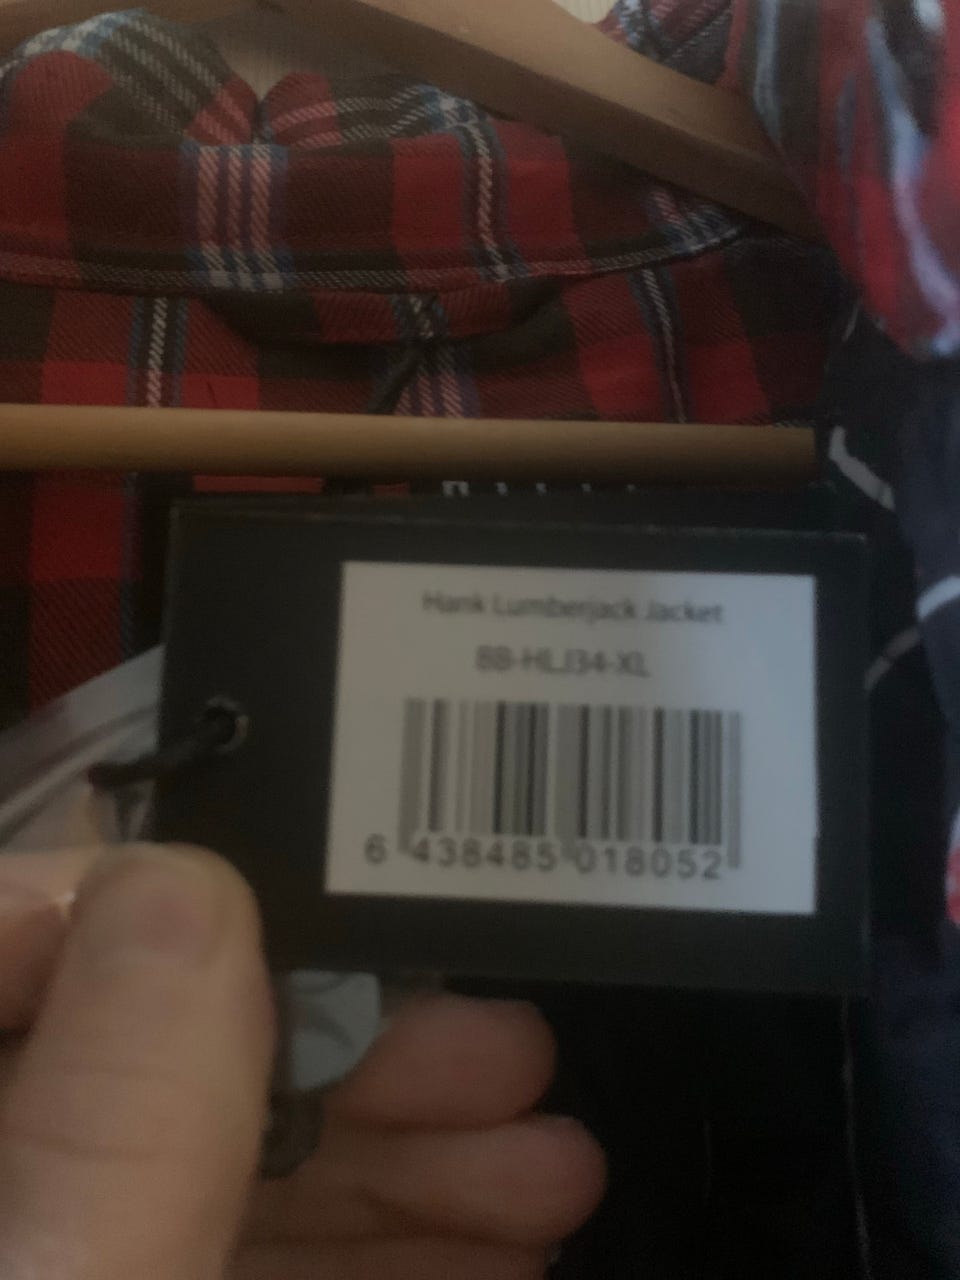 Hank Lumberjack Jacket
BB-HLJ34-XL
6 438485 018052